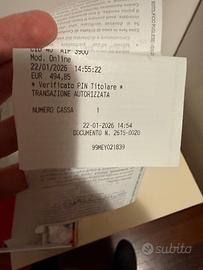 Mod. Online
22/01/2026 14:55:22
EUR 494,85
* Verificato PIN Titolare *
TRANSAZIONE AUTORIZZATA
NUMERO CASSA : 1
22-01-2026 14:54
DOCUMENTO N. 2615-0020
99MEY021839
subito